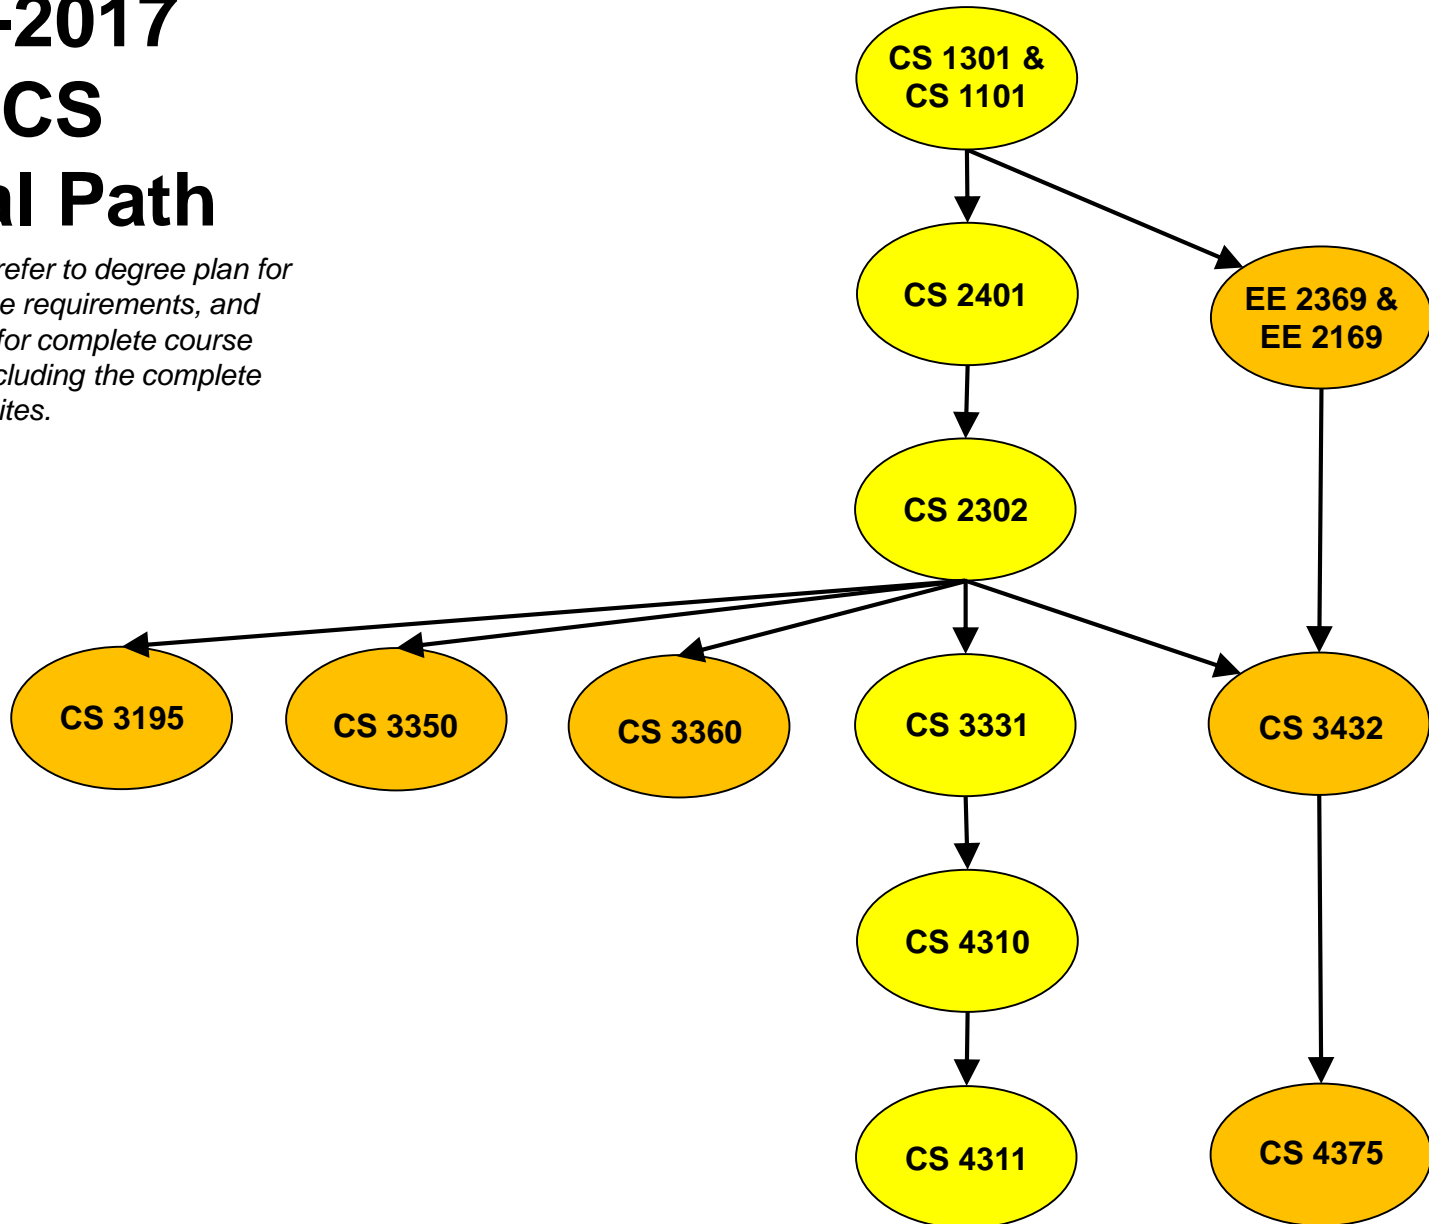 -2017
CS
al Path
refer to degree plan for
e requirements, and
for complete course
cluding the complete
ites.
CS 1301 &
CS 1101
CS 2401
EE 2369 &
EE 2169
CS 2302
CS 3195
CS 3350
CS 3360
CS 3331
CS 3432
CS 4310
CS 4311
CS 4375